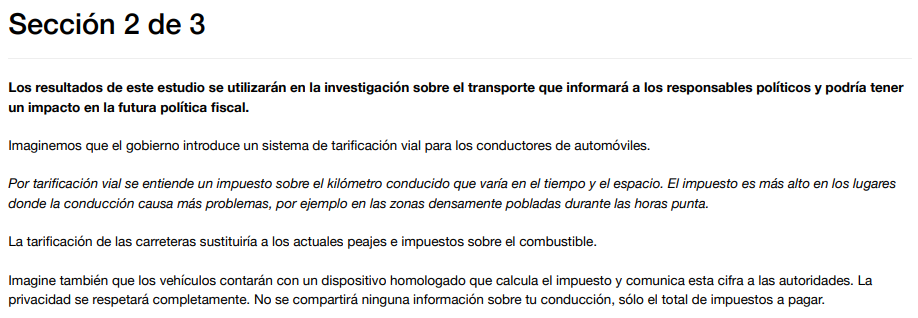 Sección 2 de 3
Los resultados de este estudio se utilizarán en la investigación sobre el transporte que informará a los responsables políticos y podría tener
un impacto en la futura política fiscal.
Imaginemos que el gobierno introduce un sistema de tarificación vial para los conductores de automóviles.
Por tarificación vial se entiende un impuesto sobre el kilómetro conducido que varía en el tiempo y el espacio. El impuesto es más alto en los lugares
donde la conducción causa más problemas, por ejemplo en las zonas densamente pobladas durante las horas punta.
La tarificación de las carreteras sustituiría a los actuales peajes e impuestos sobre el combustible.
Imagine también que los vehículos contarán con un dispositivo homologado que calcula el impuesto y comunica esta cifra a las autoridades. La
privacidad se respetará completamente. No se compartirá ninguna información sobre tu conducción, sólo el total de impuestos a pagar.